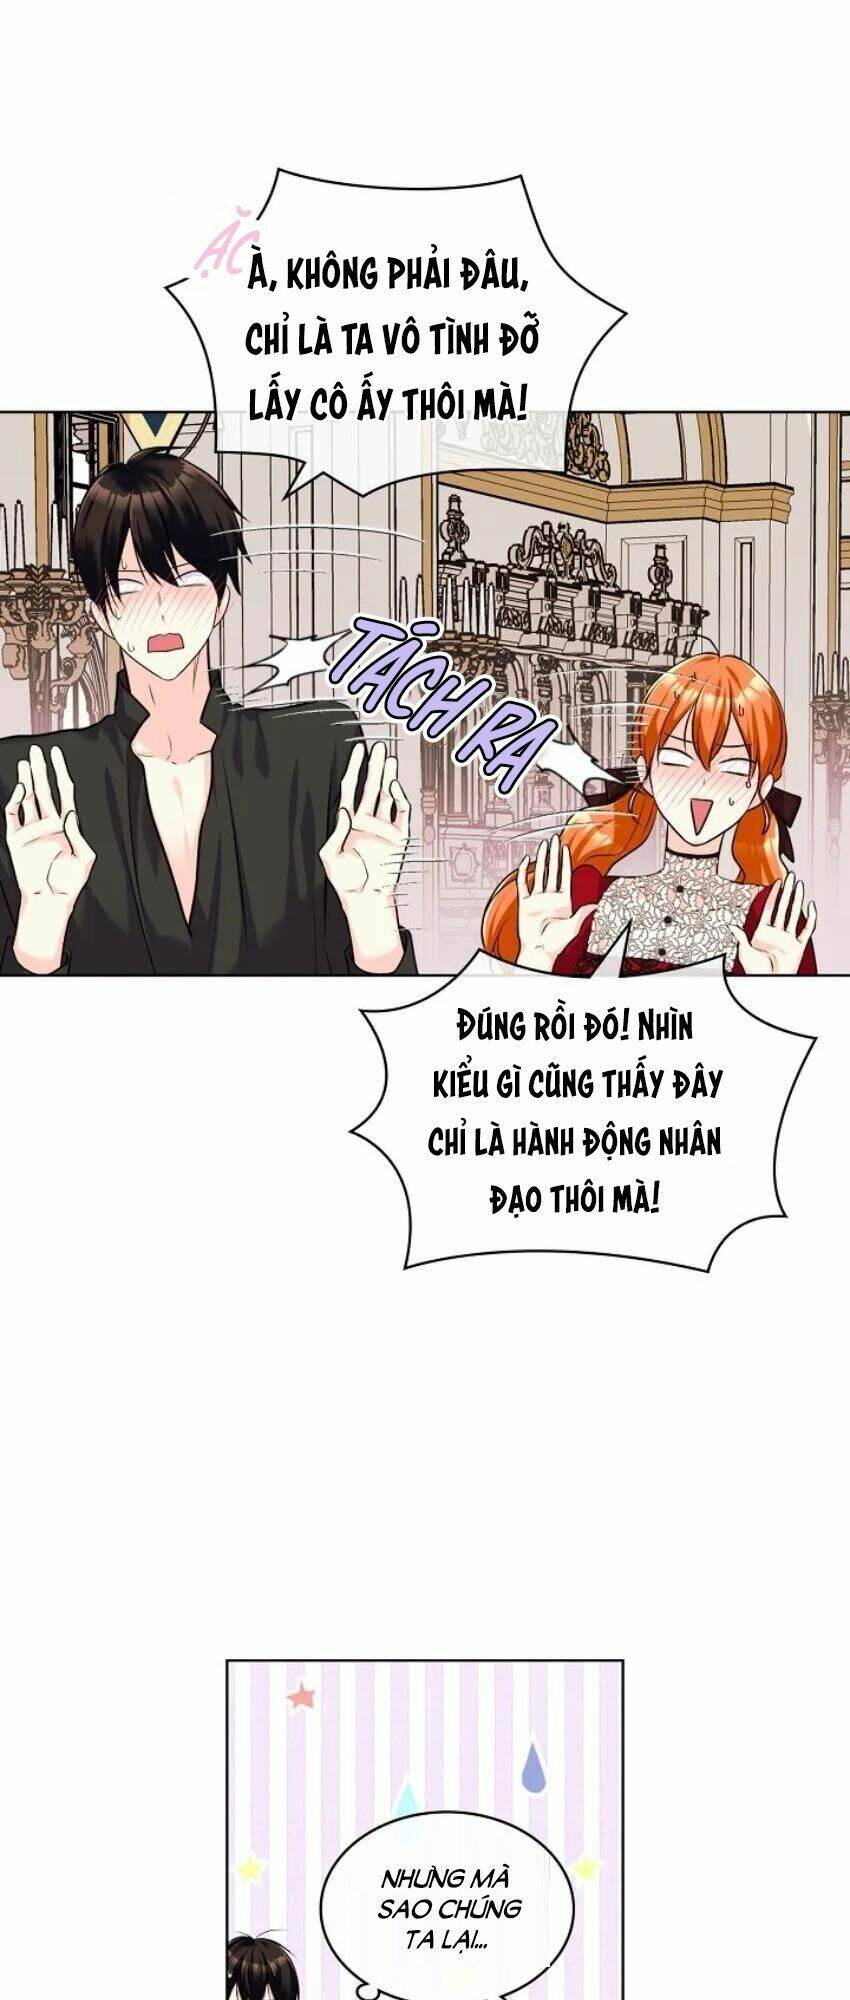 ẶC
À, KHÔNG PHẢI ĐÂU,
CHỈ LÀ TA VÔ TÌNH ĐỠ
LẤY CÔ ẤY THÔI MÀ!
TÁCH RA
ĐÚNG RỒI ĐÓ! NHÌN
KIỂU GÌ CŨNG THẤY ĐÂY
CHỈ LÀ HÀNH ĐỘNG NHÂN
ĐẠO THÔI MÀ!
NHƯNG MÀ
SAO CHÚNG
TA LẠI...